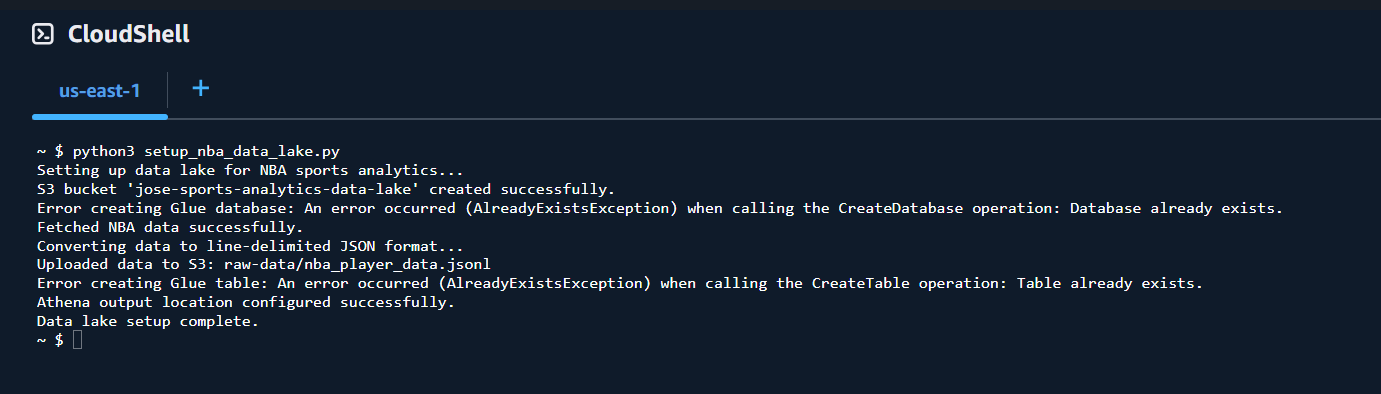 CloudShell
us-east-1
+
~ $ python3 setup_nba_data_lake.py
Setting up data lake for NBA sports analytics...
S3 bucket 'jose-sports-analytics-data-lake' created successfully.
Error creating Glue database: An error occurred (AlreadyExistsException) when calling the CreateDatabase operation: Database already exists.
Fetched NBA data successfully.
Converting data to line-delimited JSON format...
Uploaded data to S3: raw-data/nba_player_data.jsonl
Error creating Glue table: An error occurred (AlreadyExistsException) when calling the CreateTable operation: Table already exists.
Athena output location configured successfully.
Data lake setup complete.
~ $